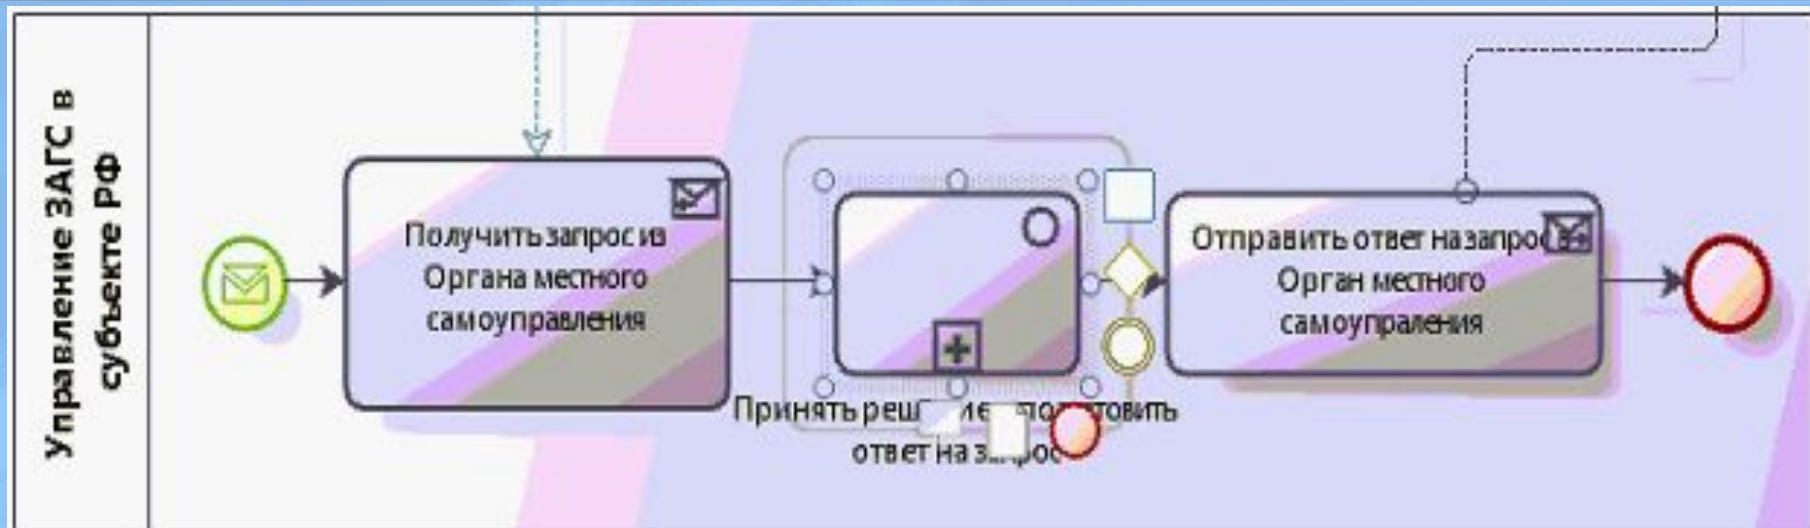 Управление ЗАГС в
субъекте РФ
Получить запрос из
Органа местного
самоуправления
Принять
ответ на
Отправить ответ на запрос
Орган местного
самоупраления